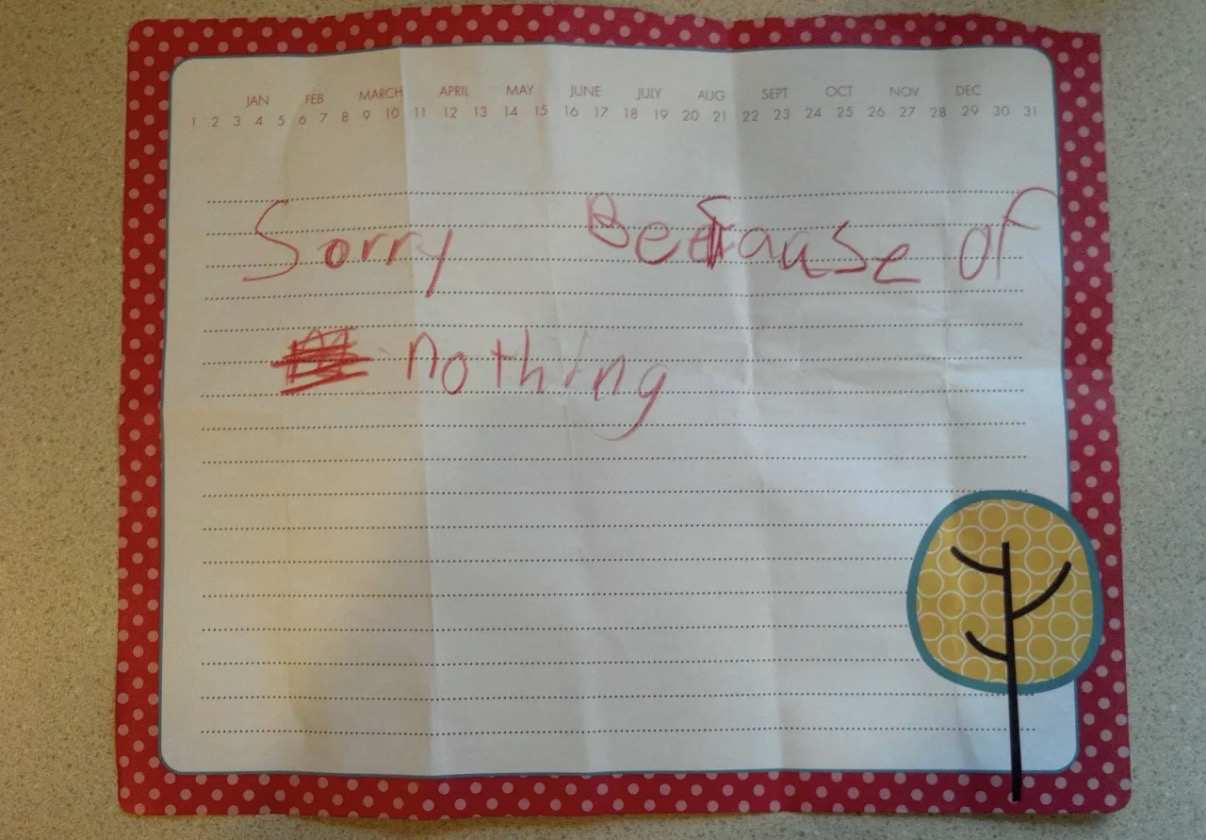 JAN FEB MARCH APRIL MAY JUNE JULY AUG SEPT OCT NOV DEC
1 2 3 4 5 6 7 8 9 10 11 12 13 14 15 16 17 18 19 20 21 22 23 24 25 26 27 28 29 30 31
Sorry Because of
nothing